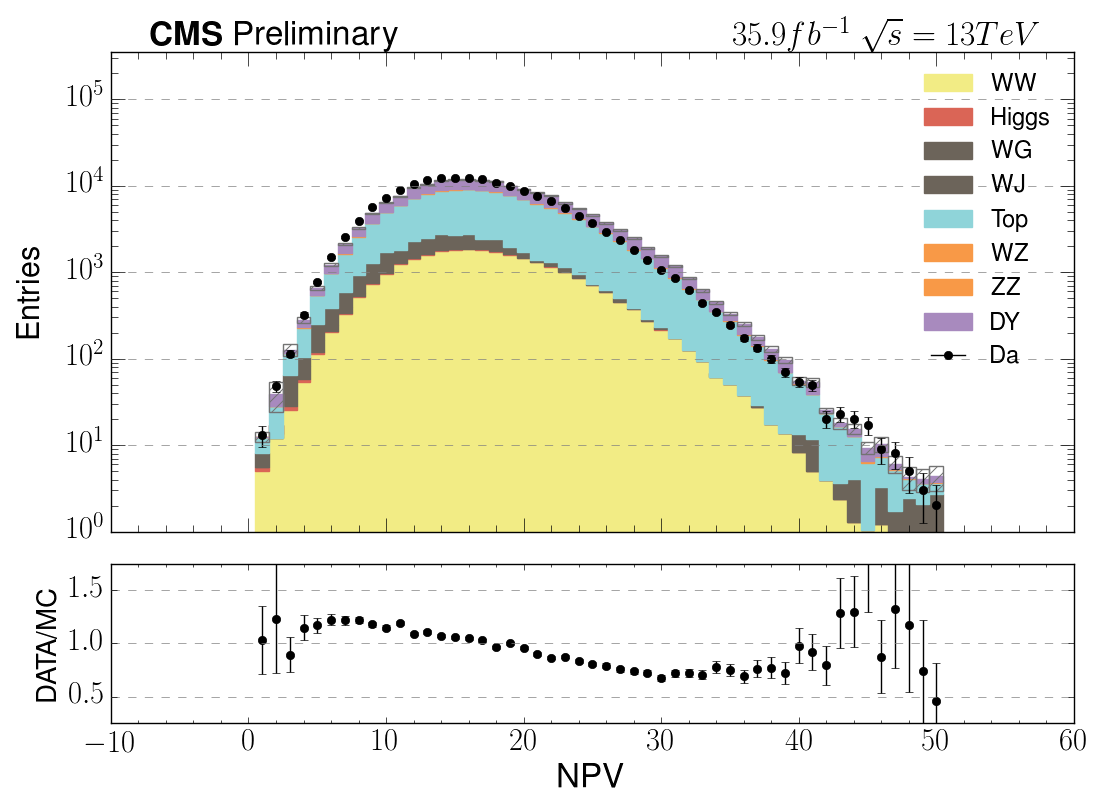 CMS Preliminary
35.9fb⁻¹ √s = 13TeV
WW
Higgs
WG
WJ
Top
WZ
ZZ
DY
Da
Entries
10⁵
10⁴
10³
10²
10¹
10⁰
DATA/MC
1.5
1.0
0.5
−10 0 10 20 30 40 50 60
NPV